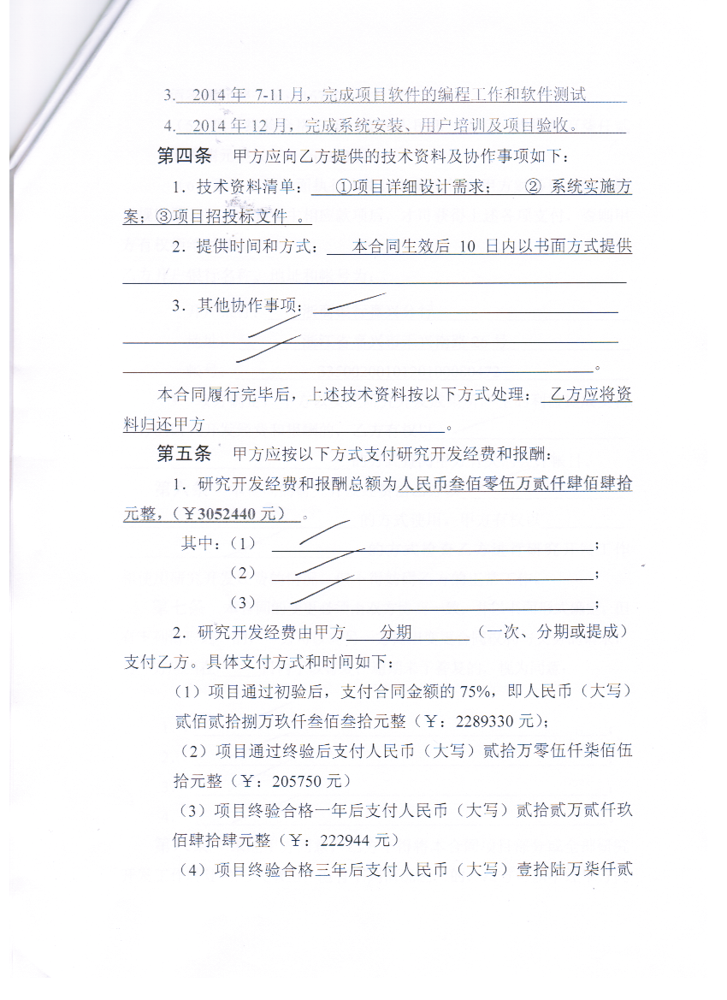 3. 2014年 7-11 月，完成项目软件的编程工作和软件测试
4. 2014年12 月，完成系统安装、用户培训及项目验收。
第四条 甲方应向乙方提供的技术资料及协作事项如下：
1．技术资料清单： ①项目详细设计需求； ② 系统实施方
案；③项目招投标文件 。
2．提供时间和方式： 本合同生效后 10 日内以书面方式提供
3．其他协作事项：
。
本合同履行完毕后，上述技术资料按以下方式处理： 乙方应将资
料归还甲方 。
第五条 甲方应按以下方式支付研究开发经费和报酬：
1．研究开发经费和报酬总额为人民币叁佰零伍万贰仟肆佰肆拾
元整，（￥3052440 元） 。
其中：（1） ；
（2） ；
（3） ；
2．研究开发经费由甲方 分期 （一次、分期或提成）
支付乙方。具体支付方式和时间如下：
（1）项目通过初验后，支付合同金额的 75%，即人民币（大写）
贰佰贰拾捌万玖仟叁佰叁拾元整（￥：2289330 元）；
（2）项目通过终验后支付人民币（大写）贰拾万零伍仟柒佰伍
拾元整（￥：205750 元）
（3）项目终验合格一年后支付人民币（大写）贰拾贰万贰仟玖
佰肆拾肆元整（￥：222944 元）
（4）项目终验合格三年后支付人民币（大写）壹拾陆万柒仟贰